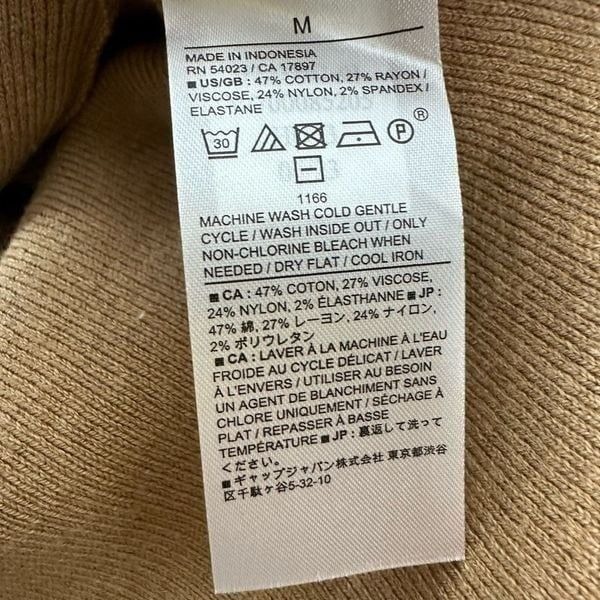 M
MADE IN INDONESIA
RN 54023 / CA 17897
■ US/GB : 47% COTTON, 27% RAYON /
VISCOSE, 24% NYLON, 2% SPANDEX /
ELASTANE
30
P
®
1166
MACHINE WASH COLD GENTLE
CYCLE / WASH INSIDE OUT / ONLY
NON-CHLORINE BLEACH WHEN
NEEDED / DRY FLAT / COOL IRON
■ CA : 47% COTON, 27% VISCOSE,
24% NYLON, 2% ÉLASTHANNE ■ JP :
47% 綿, 27% レーヨン, 24% ナイロン,
2% ポリウレタン
■ CA : LAVER À LA MACHINE À L'EAU
FROIDE AU CYCLE DÉLICAT / LAVER
À L'ENVERS / UTILISER AU BESOIN
UN AGENT DE BLANCHIMENT SANS
CHLORE UNIQUEMENT / SÉCHAGE À
PLAT / REPASSER À BASSE
TEMPÉRATURE ■ JP : 裏返して洗って
ください。
■ ギャップジャパン株式会社 東京都渋谷
区千駄ヶ谷5-32-10